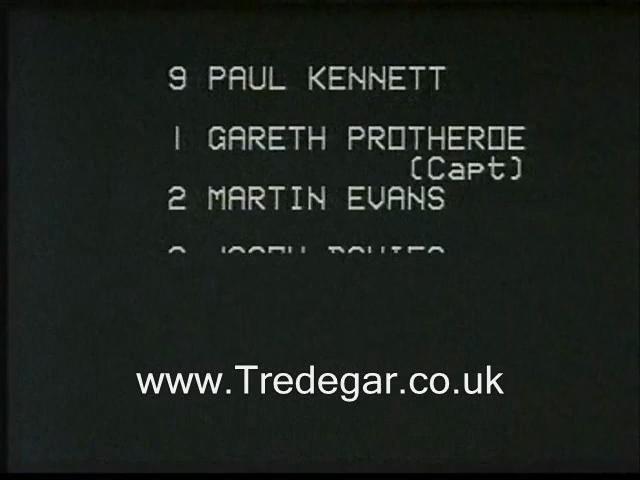 9 PAUL KENNETT
1 GARETH PROTHEROE
(Capt)
2 MARTIN EVANS
www.Tredegar.co.uk